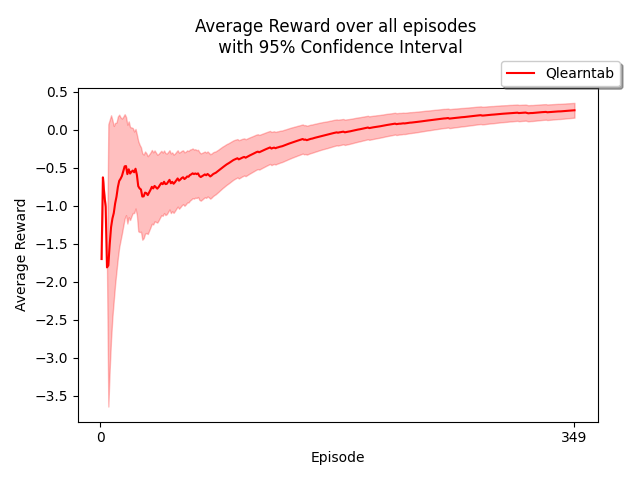 Average Reward over all episodes
with 95% Confidence Interval
Qlearntab
Average Reward
0.5
0.0
−0.5
−1.0
−1.5
−2.0
−2.5
−3.0
−3.5
0
349
Episode